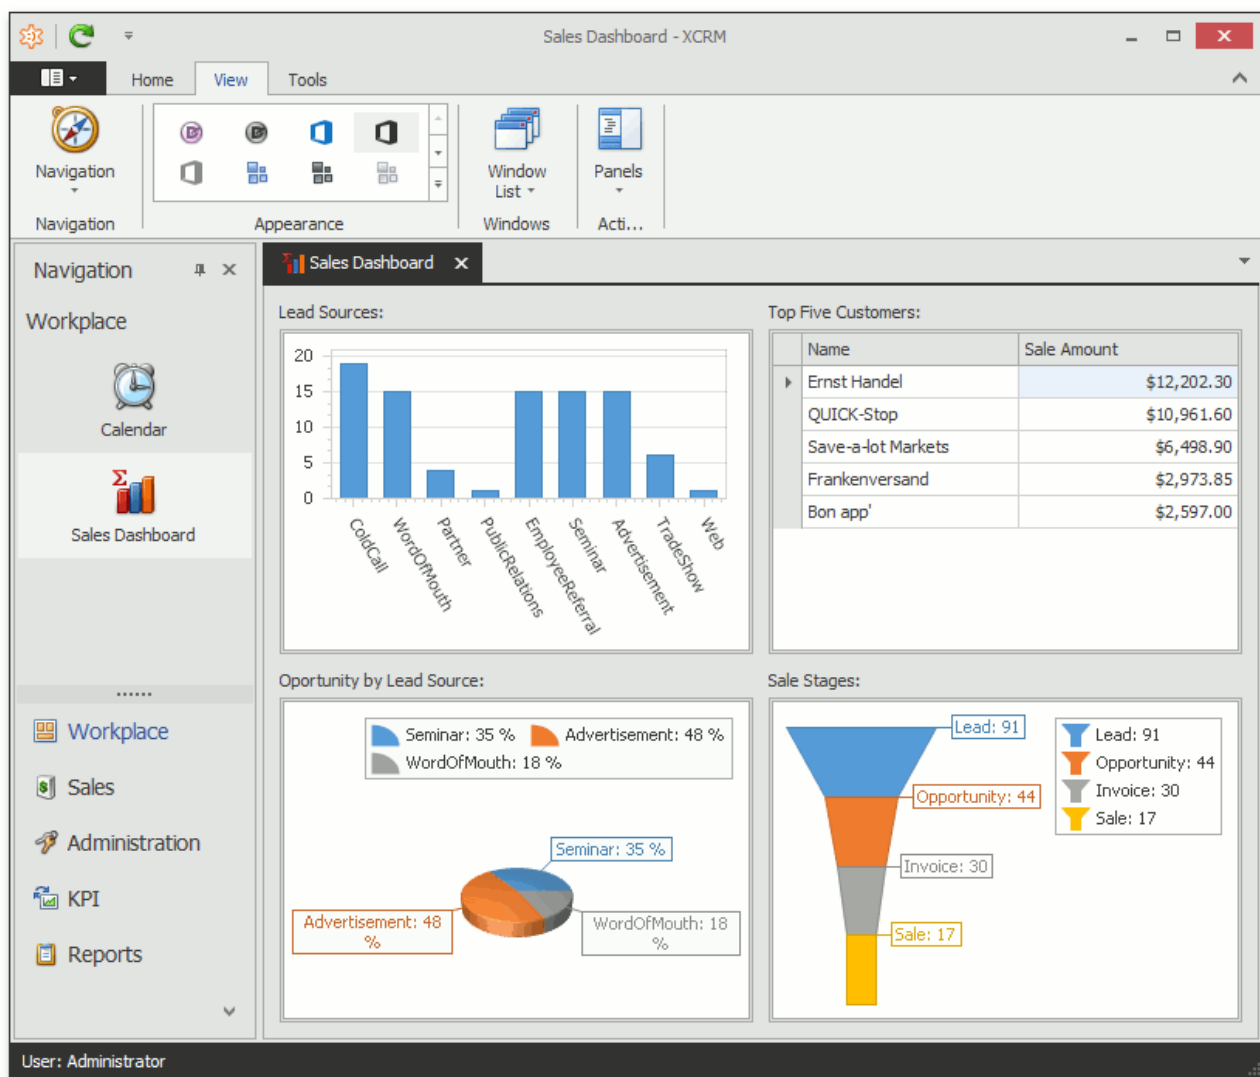 Sales Dashboard - XCRM
Home View Tools
Navigation
Window
List
Panels
Navigation
Appearance
Windows
Acti...
Navigation
Workplace
Calendar
Sales Dashboard
Workplace
Sales
Administration
KPI
Reports
Sales Dashboard
Lead Sources:
20
15
10
5
0
ColdCall
WordOfMouth
Partner
PublicRelations
EmployeeReferral
Seminar
Advertisement
TradeShow
Web
Top Five Customers:
Name Sale Amount
Ernst Handel $12,202.30
QUICK-Stop $10,961.60
Save-a-lot Markets $6,498.90
Frankenversand $2,973.85
Bon app' $2,597.00
Oportunity by Lead Source:
Seminar: 35 % Advertisement: 48 %
WordOfMouth: 18 %
Seminar: 35 %
Advertisement: 48
%
WordOfMouth: 18
%
Sale Stages:
Lead: 91
Opportunity: 44
Invoice: 30
Sale: 17
Lead: 91
Opportunity: 44
Invoice: 30
Sale: 17
User: Administrator